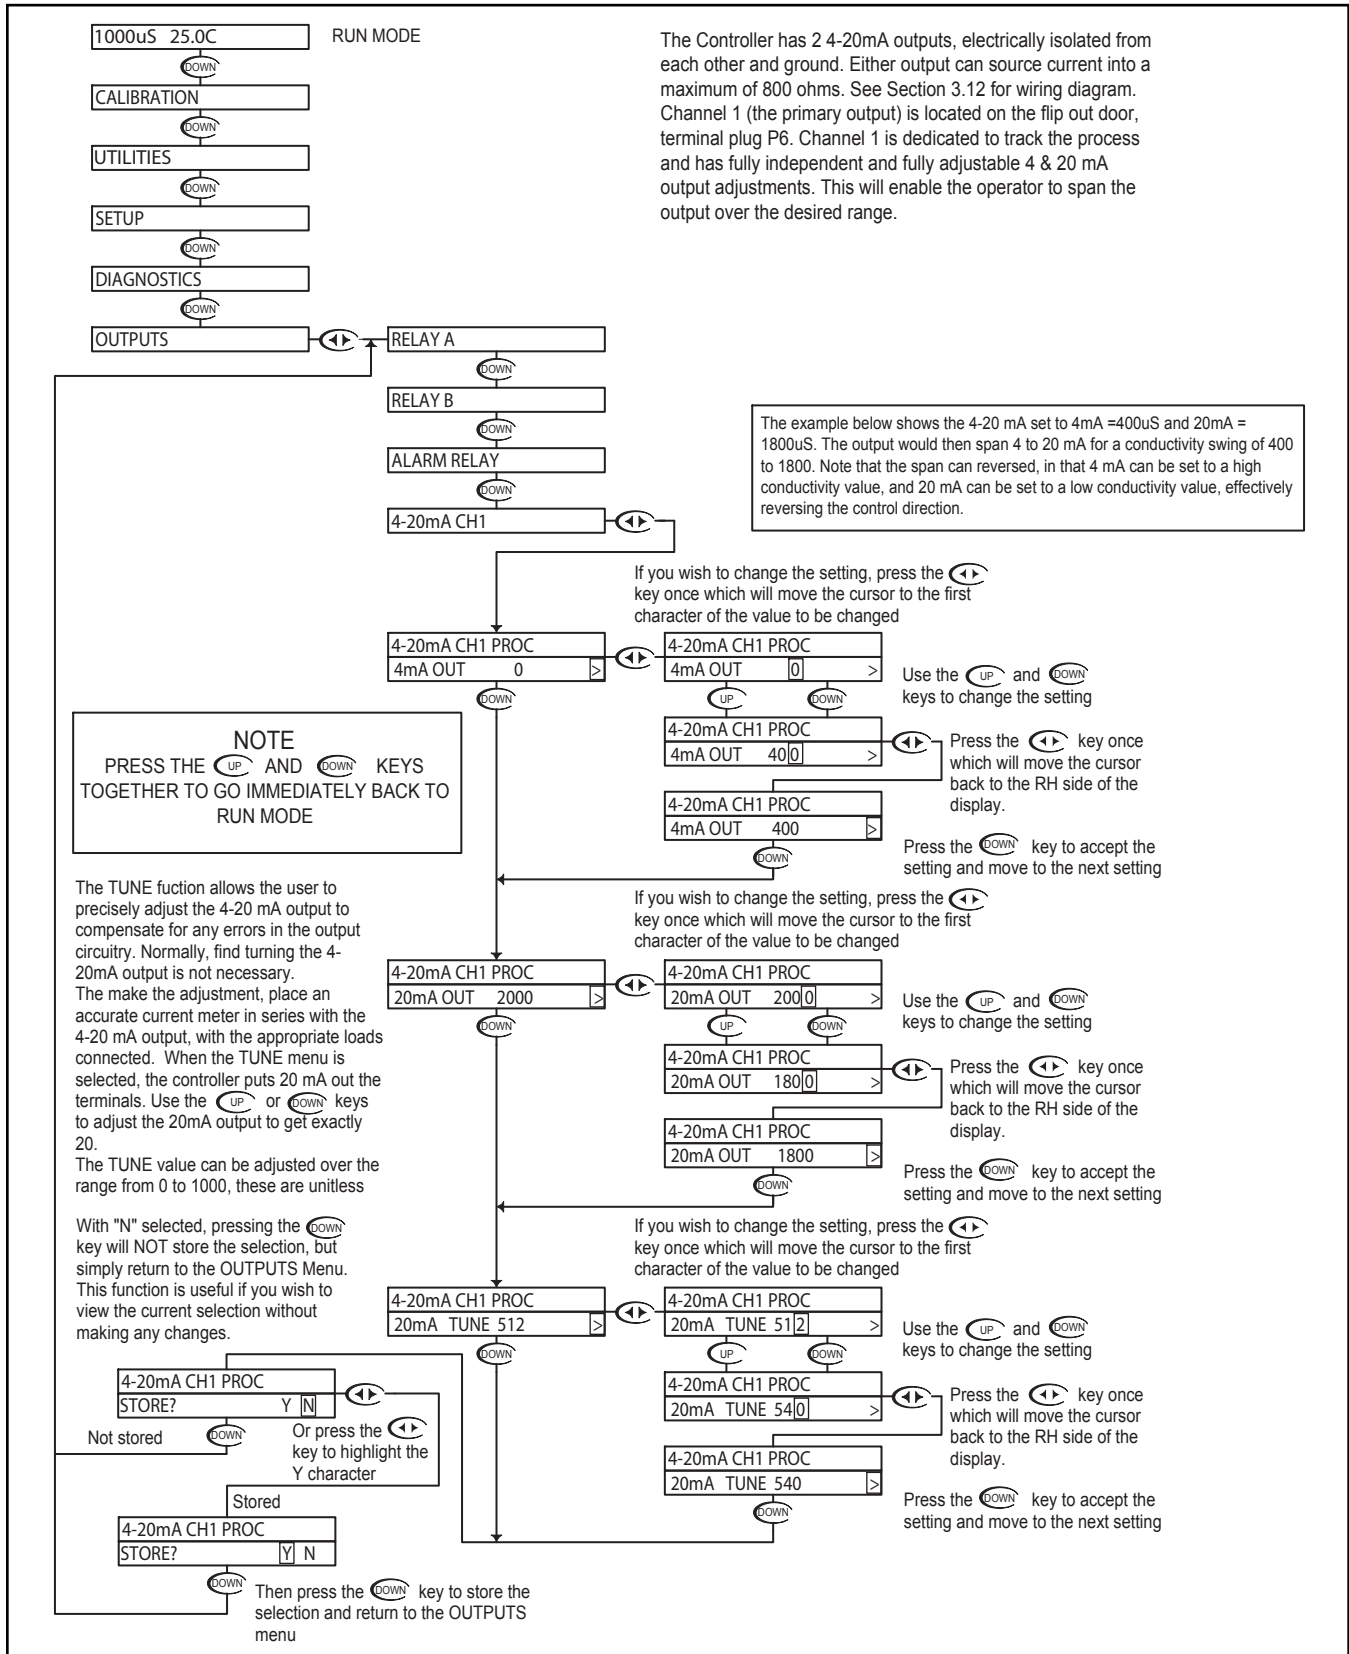 1000uS 25.0C
RUN MODE
DOWN
CALIBRATION
DOWN
UTILITIES
DOWN
SETUP
DOWN
DIAGNOSTICS
DOWN
OUTPUTS
The Controller has 2 4-20mA outputs, electrically isolated from
each other and ground. Either output can source current into a
maximum of 800 ohms. See Section 3.12 for wiring diagram.
Channel 1 (the primary output) is located on the flip out door,
terminal plug P6. Channel 1 is dedicated to track the process
and has fully independent and fully adjustable 4 & 20 mA
output adjustments. This will enable the operator to span the
output over the desired range.
RELAY A
DOWN
RELAY B
DOWN
ALARM RELAY
DOWN
4-20mA CH1
The example below shows the 4-20 mA set to 4mA =400uS and 20mA =
1800uS. The output would then span 4 to 20 mA for a conductivity swing of 400
to 1800. Note that the span can reversed, in that 4 mA can be set to a high
conductivity value, and 20 mA can be set to a low conductivity value, effectively
reversing the control direction.
If you wish to change the setting, press the
key once which will move the cursor to the first
character of the value to be changed
4-20mA CH1 PROC
4mA OUT 0 >
DOWN
4-20mA CH1 PROC
4mA OUT 0 >
UP DOWN
Use the UP and DOWN
keys to change the setting
4-20mA CH1 PROC
4mA OUT 400 >
Press the key once
which will move the cursor
back to the RH side of the
display.
4-20mA CH1 PROC
4mA OUT 400 >
DOWN
Press the DOWN key to accept the
setting and move to the next setting
NOTE
PRESS THE UP AND DOWN KEYS
TOGETHER TO GO IMMEDIATELY BACK TO
RUN MODE
The TUNE fuction allows the user to
precisely adjust the 4-20 mA output to
compensate for any errors in the output
circuitry. Normally, find turning the 4-
20mA output is not necessary.
The make the adjustment, place an
accurate current meter in series with the
4-20 mA output, with the appropriate loads
connected. When the TUNE menu is
selected, the controller puts 20 mA out the
terminals. Use the UP or DOWN keys
to adjust the 20mA output to get exactly
20.
The TUNE value can be adjusted over the
range from 0 to 1000, these are unitless
If you wish to change the setting, press the
key once which will move the cursor to the first
character of the value to be changed
4-20mA CH1 PROC
20mA OUT 2000 >
DOWN
4-20mA CH1 PROC
20mA OUT 2000 >
UP DOWN
Use the UP and DOWN
keys to change the setting
4-20mA CH1 PROC
20mA OUT 1800 >
Press the key once
which will move the cursor
back to the RH side of the
display.
4-20mA CH1 PROC
20mA OUT 1800 >
DOWN
Press the DOWN key to accept the
setting and move to the next setting
With "N" selected, pressing the DOWN
key will NOT store the selection, but
simply return to the OUTPUTS Menu.
This function is useful if you wish to
view the current selection without
making any changes.
If you wish to change the setting, press the
key once which will move the cursor to the first
character of the value to be changed
4-20mA CH1 PROC
20mA TUNE 512 >
DOWN
4-20mA CH1 PROC
20mA TUNE 512 >
UP DOWN
Use the UP and DOWN
keys to change the setting
4-20mA CH1 PROC
20mA TUNE 540 >
Press the key once
which will move the cursor
back to the RH side of the
display.
4-20mA CH1 PROC
20mA TUNE 540 >
DOWN
Press the DOWN key to accept the
setting and move to the next setting
4-20mA CH1 PROC
STORE? Y N
Not stored
DOWN
Or press the
key to highlight the
Y character
Stored
4-20mA CH1 PROC
STORE? Y N
DOWN
Then press the DOWN key to store the
selection and return to the OUTPUTS
menu